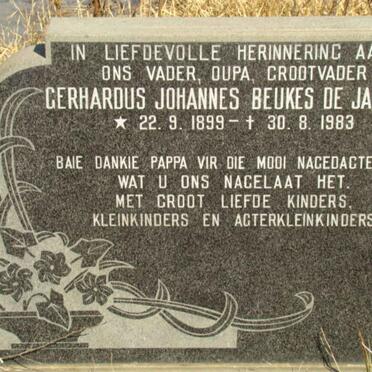 IN LIEFDEVOLLE HERINNERING AA
ONS VADER, OUPA, GROOTVADER
GERHARDUS JOHANNES BEUKES DE JA
★ 22. 9. 1899 – ✝ 30. 8. 1983
BAIE DANKIE PAPPA VIR DIE MOOI NAGEDACTE
WAT U ONS NAGELAAT HET.
MET GROOT LIEFDE KINDERS,
KLEINKINDERS EN AGTERKLEINKINDERS